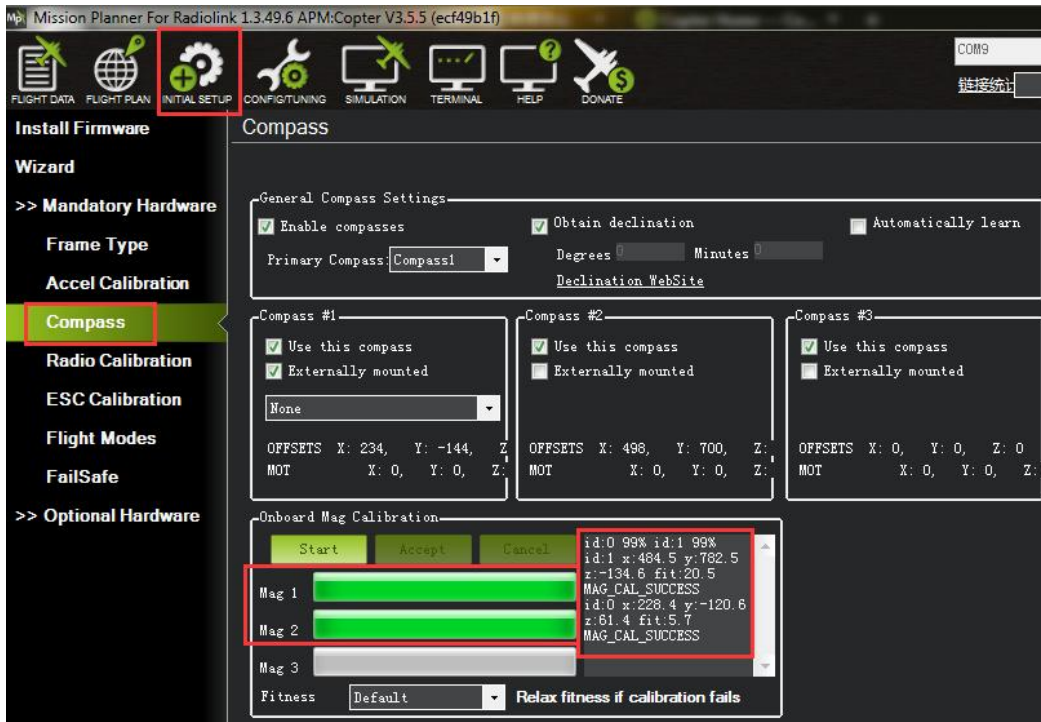 Mission Planner For Radiolink 1.3.49.6 APM:Copter V3.5.5 (ecf49b1f)
FLIGHT DATA FLIGHT PLAN INITIAL SETUP CONFIG/TUNING SIMULATION TERMINAL HELP DONATE
COM9
链接统计
Install Firmware
Wizard
>> Mandatory Hardware
Frame Type
Accel Calibration
Compass
Radio Calibration
ESC Calibration
Flight Modes
FailSafe
>> Optional Hardware
Compass
General Compass Settings
Enable compasses
Obtain declination
Automatically learn
Primary Compass: Compass1
Degrees 0 Minutes 0
Declination WebSite
Compass #1
Use this compass
Externally mounted
None
OFFSETS X: 234, Y: -144, Z
MOT X: 0, Y: 0, Z:
Compass #2
Use this compass
Externally mounted
OFFSETS X: 498, Y: 700, Z:
MOT X: 0, Y: 0, Z:
Compass #3
Use this compass
Externally mounted
OFFSETS X: 0, Y: 0, Z: 0
MOT X: 0, Y: 0, Z:
Onboard Mag Calibration
Start Accept Cancel
Mag 1
Mag 2
Mag 3
id:0 99% id:1 99%
id:1 x:484.5 y:782.5
z:-134.6 fit:20.5
MAG_CAL_SUCCESS
id:0 x:228.4 y:-120.6
z:61.4 fit:5.7
MAG_CAL_SUCCESS
Fitness Default Relax fitness if calibration fails